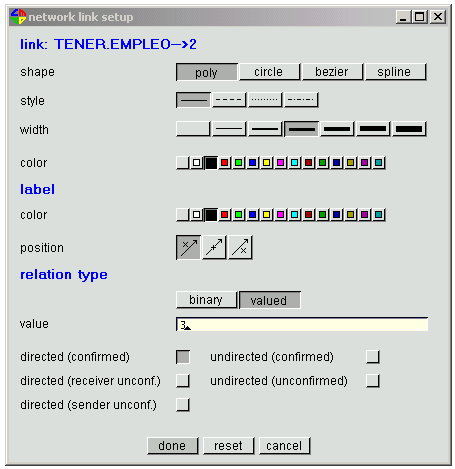 network link setup
link: TENER.EMPLEO-->2
shape poly circle bezier spline
style
width
color
label
color
position
relation type
binary valued
value 3
directed (confirmed) undirected (confirmed)
directed (receiver unconf.) undirected (unconfirmed)
directed (sender unconf.)
done reset cancel